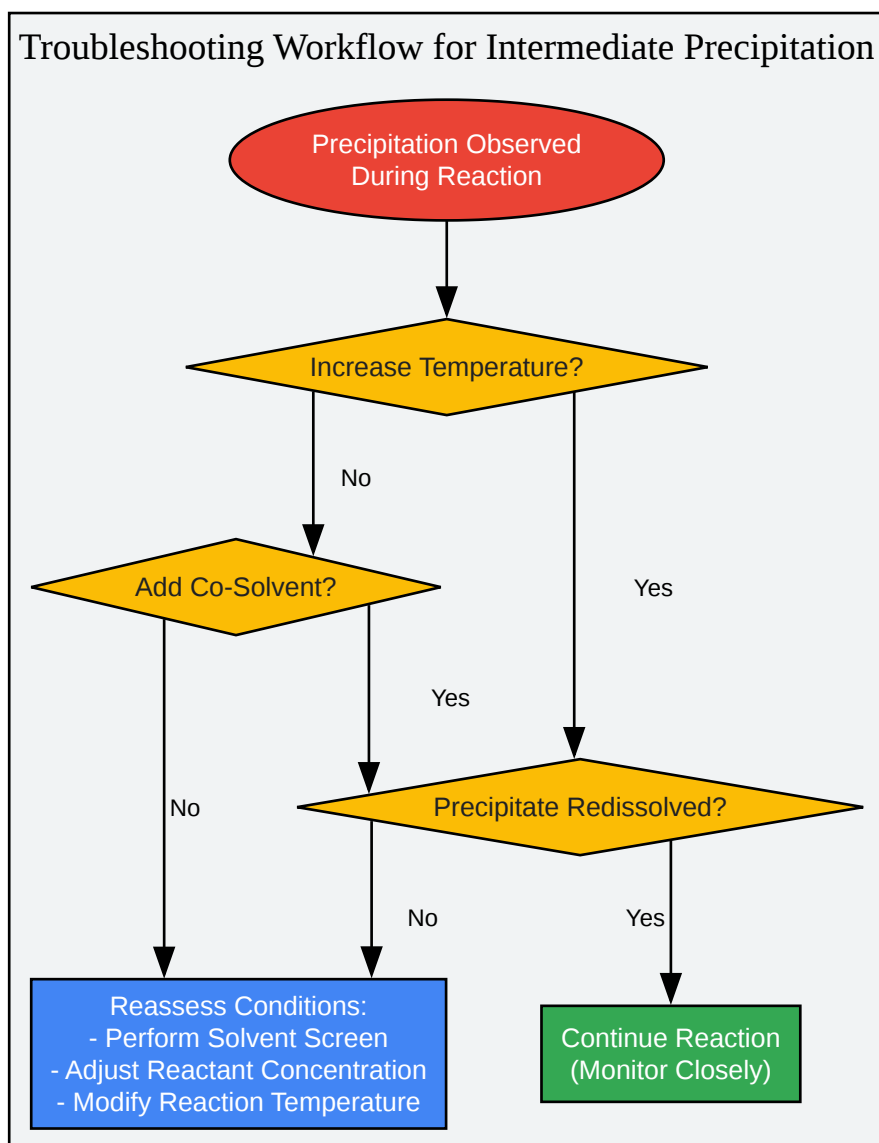 Troubleshooting Workflow for Intermediate Precipitation
Precipitation Observed
During Reaction
Increase Temperature?
No
Add Co-Solvent?
Yes
Yes
No
Precipitate Redissolved?
No
Yes
Reassess Conditions:
- Perform Solvent Screen
- Adjust Reactant Concentration
- Modify Reaction Temperature
Continue Reaction
(Monitor Closely)